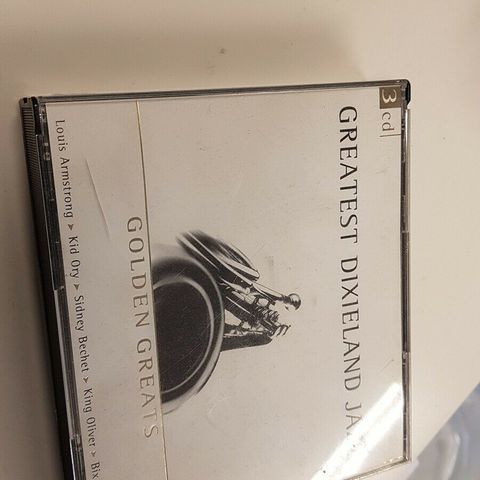 3 cd
GREATEST DIXIELAND JA
GOLDEN GREATS
Louis Armstrong ➤ Kid Ory ➤ Sidney Bechet ➤ King Oliver ➤ Bix